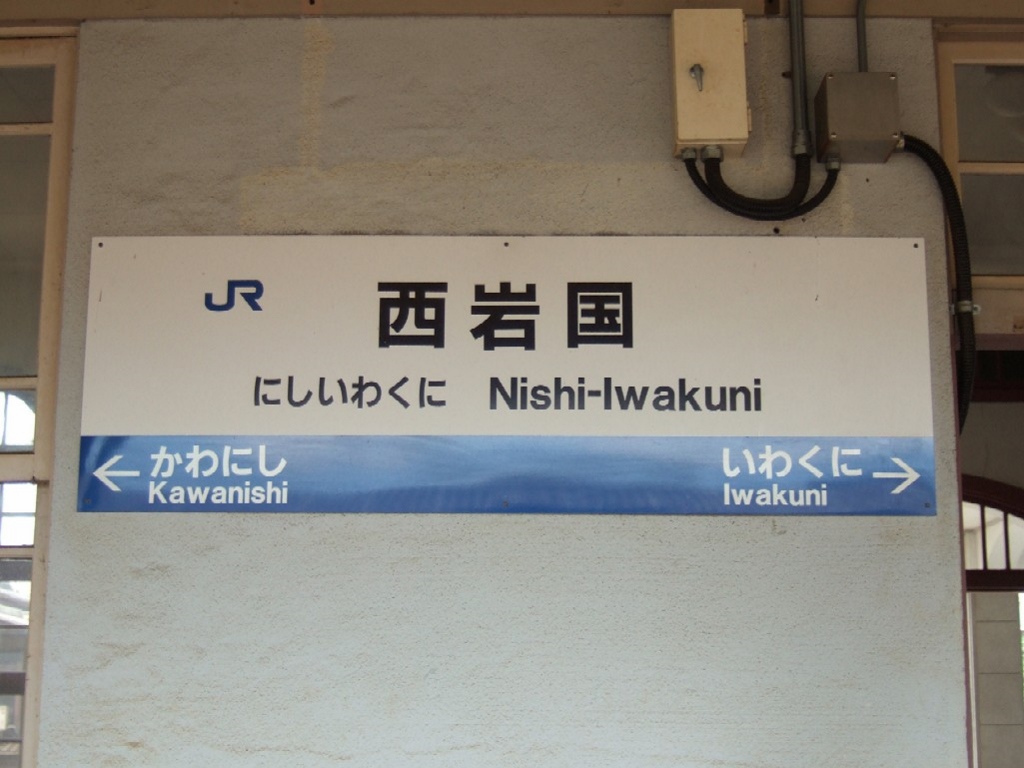 JR 西岩国
にしいわくに Nishi-Iwakuni
← かわにし いわくに →
Kawanishi Iwakuni